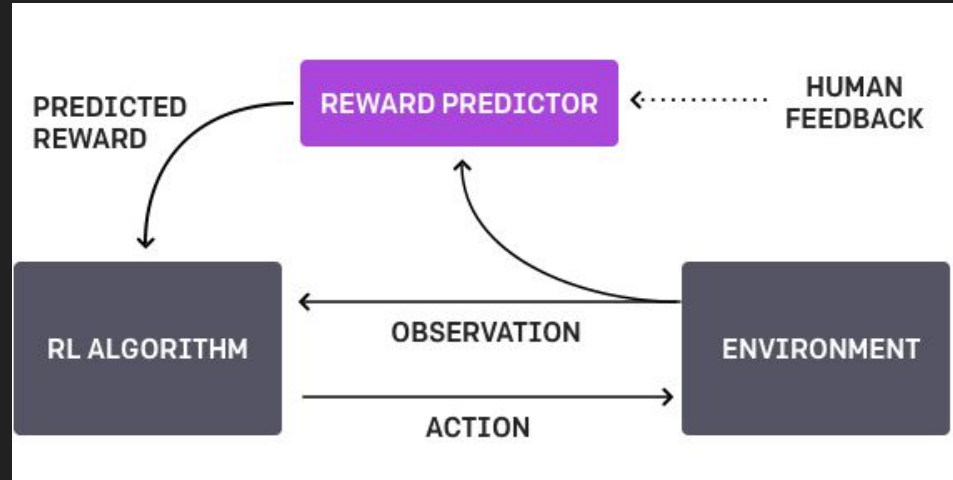 PREDICTED
REWARD
REWARD PREDICTOR
HUMAN
FEEDBACK
RL ALGORITHM
OBSERVATION
ACTION
ENVIRONMENT